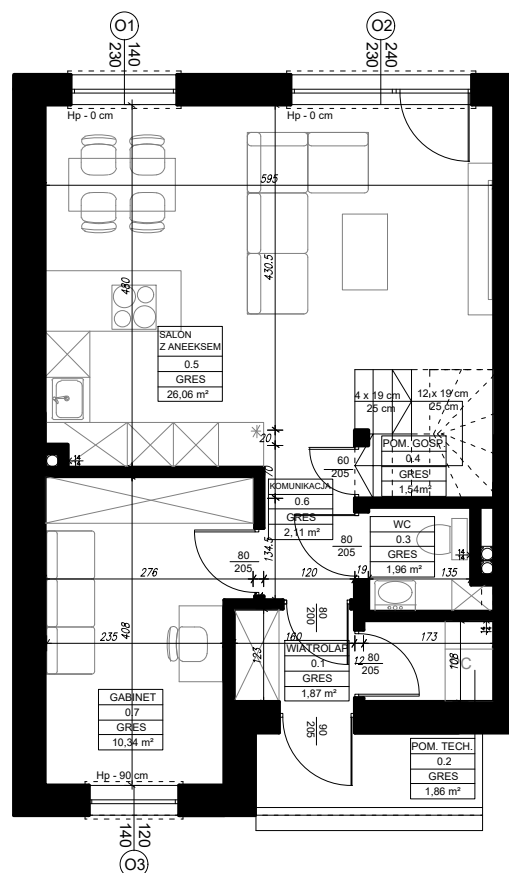 O1
O2
230
140
230
240
Hp - 0 cm
Hp - 0 cm
595
430.5
480
SALON
Z ANEEKSEM
0.5
GRES
26,06 m²
4 x 19 cm
25 cm
12 x 19 cm
25 cm
20
POM. GOSP.
0.4
GRES
1,54m²
60
205
70
KOMUNIKACJA
0.6
GRES
2,11 m²
WC
0.3
GRES
1,96 m²
80
205
80
205
134.5
276
120
19
135
80
200
235
408
160
173
123
WIATROŁAP
0.1
GRES
1,87 m²
12
80
205
108
C
GABINET
0.7
GRES
10,34 m²
90
205
POM. TECH.
0.2
GRES
1,86 m²
Hp - 90 cm
140
120
O3